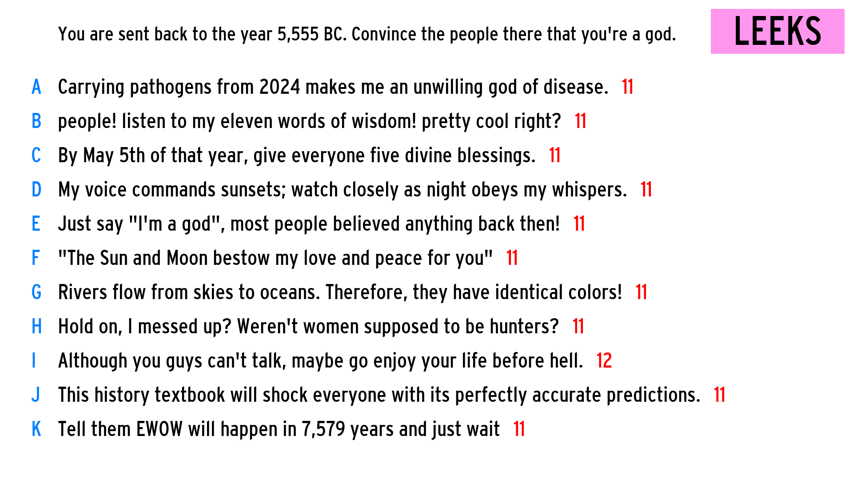 You are sent back to the year 5,555 BC. Convince the people there that you're a god.
LEEKS
A Carrying pathogens from 2024 makes me an unwilling god of disease. 11
B people! listen to my eleven words of wisdom! pretty cool right? 11
C By May 5th of that year, give everyone five divine blessings. 11
D My voice commands sunsets; watch closely as night obeys my whispers. 11
E Just say "I'm a god", most people believed anything back then! 11
F "The Sun and Moon bestow my love and peace for you" 11
G Rivers flow from skies to oceans. Therefore, they have identical colors! 11
H Hold on, I messed up? Weren't women supposed to be hunters? 11
I Although you guys can't talk, maybe go enjoy your life before hell. 12
J This history textbook will shock everyone with its perfectly accurate predictions. 11
K Tell them EWOW will happen in 7,579 years and just wait 11